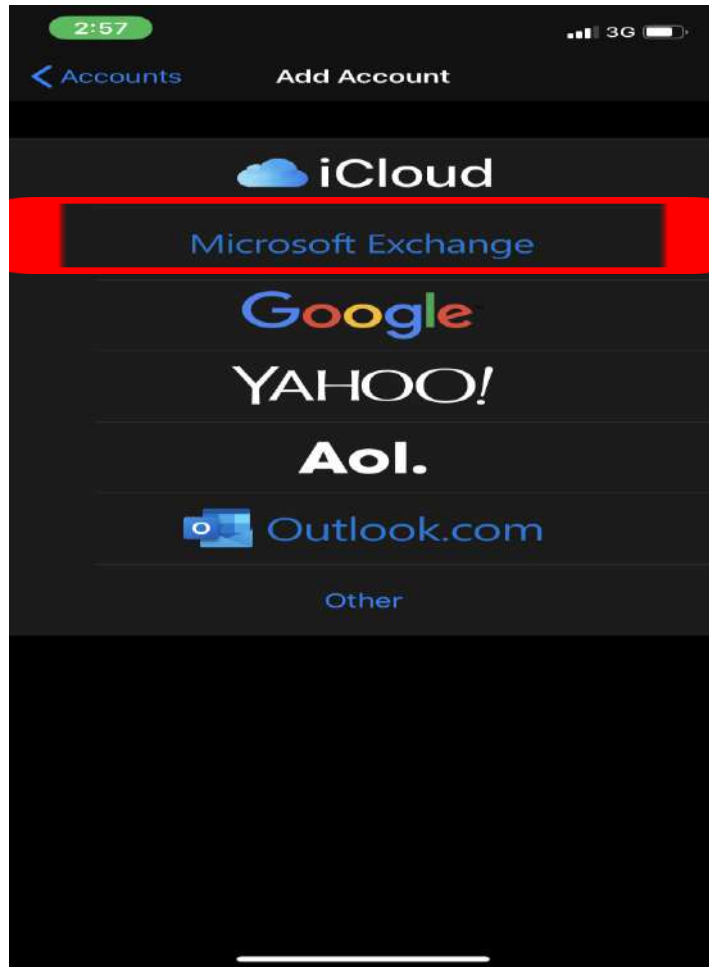 2:57
3G
Accounts Add Account
iCloud
Microsoft Exchange
Google
YAHOO!
Aol.
Outlook.com
Other